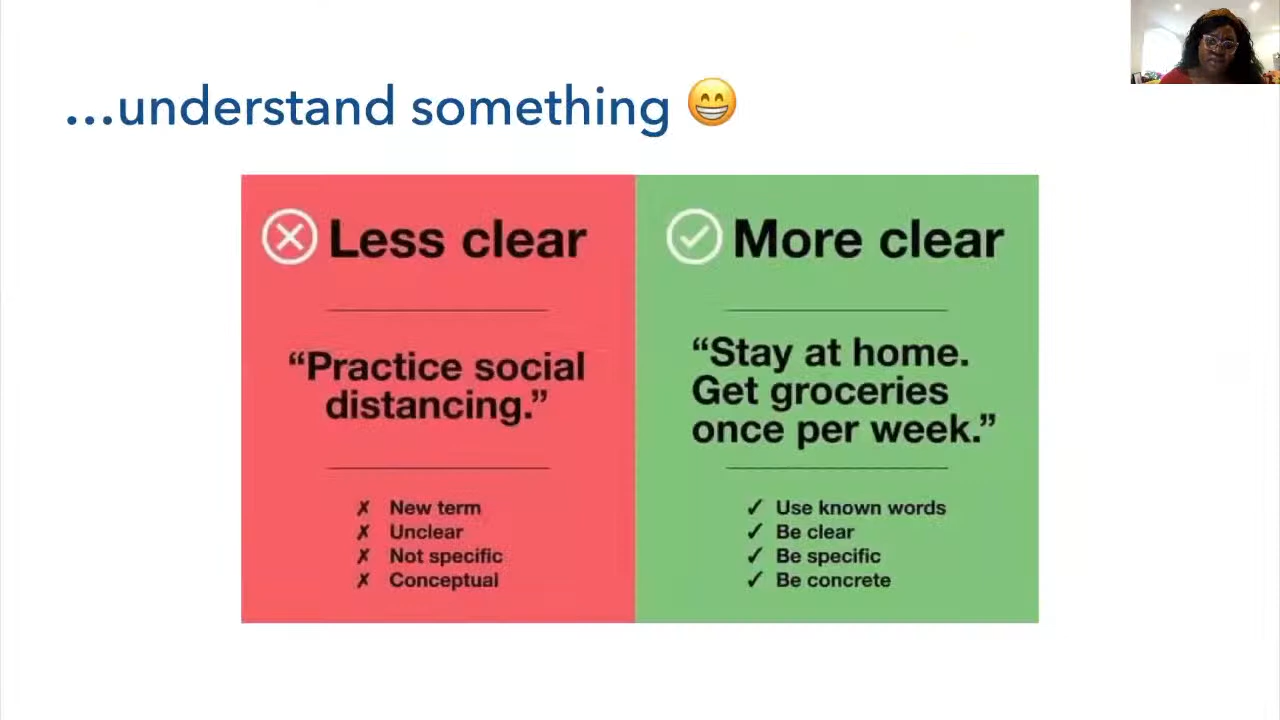 ...understand something 😁
Less clear
“Practice social
distancing.”
✗ New term
✗ Unclear
✗ Not specific
✗ Conceptual
More clear
“Stay at home.
Get groceries
once per week.”
✓ Use known words
✓ Be clear
✓ Be specific
✓ Be concrete